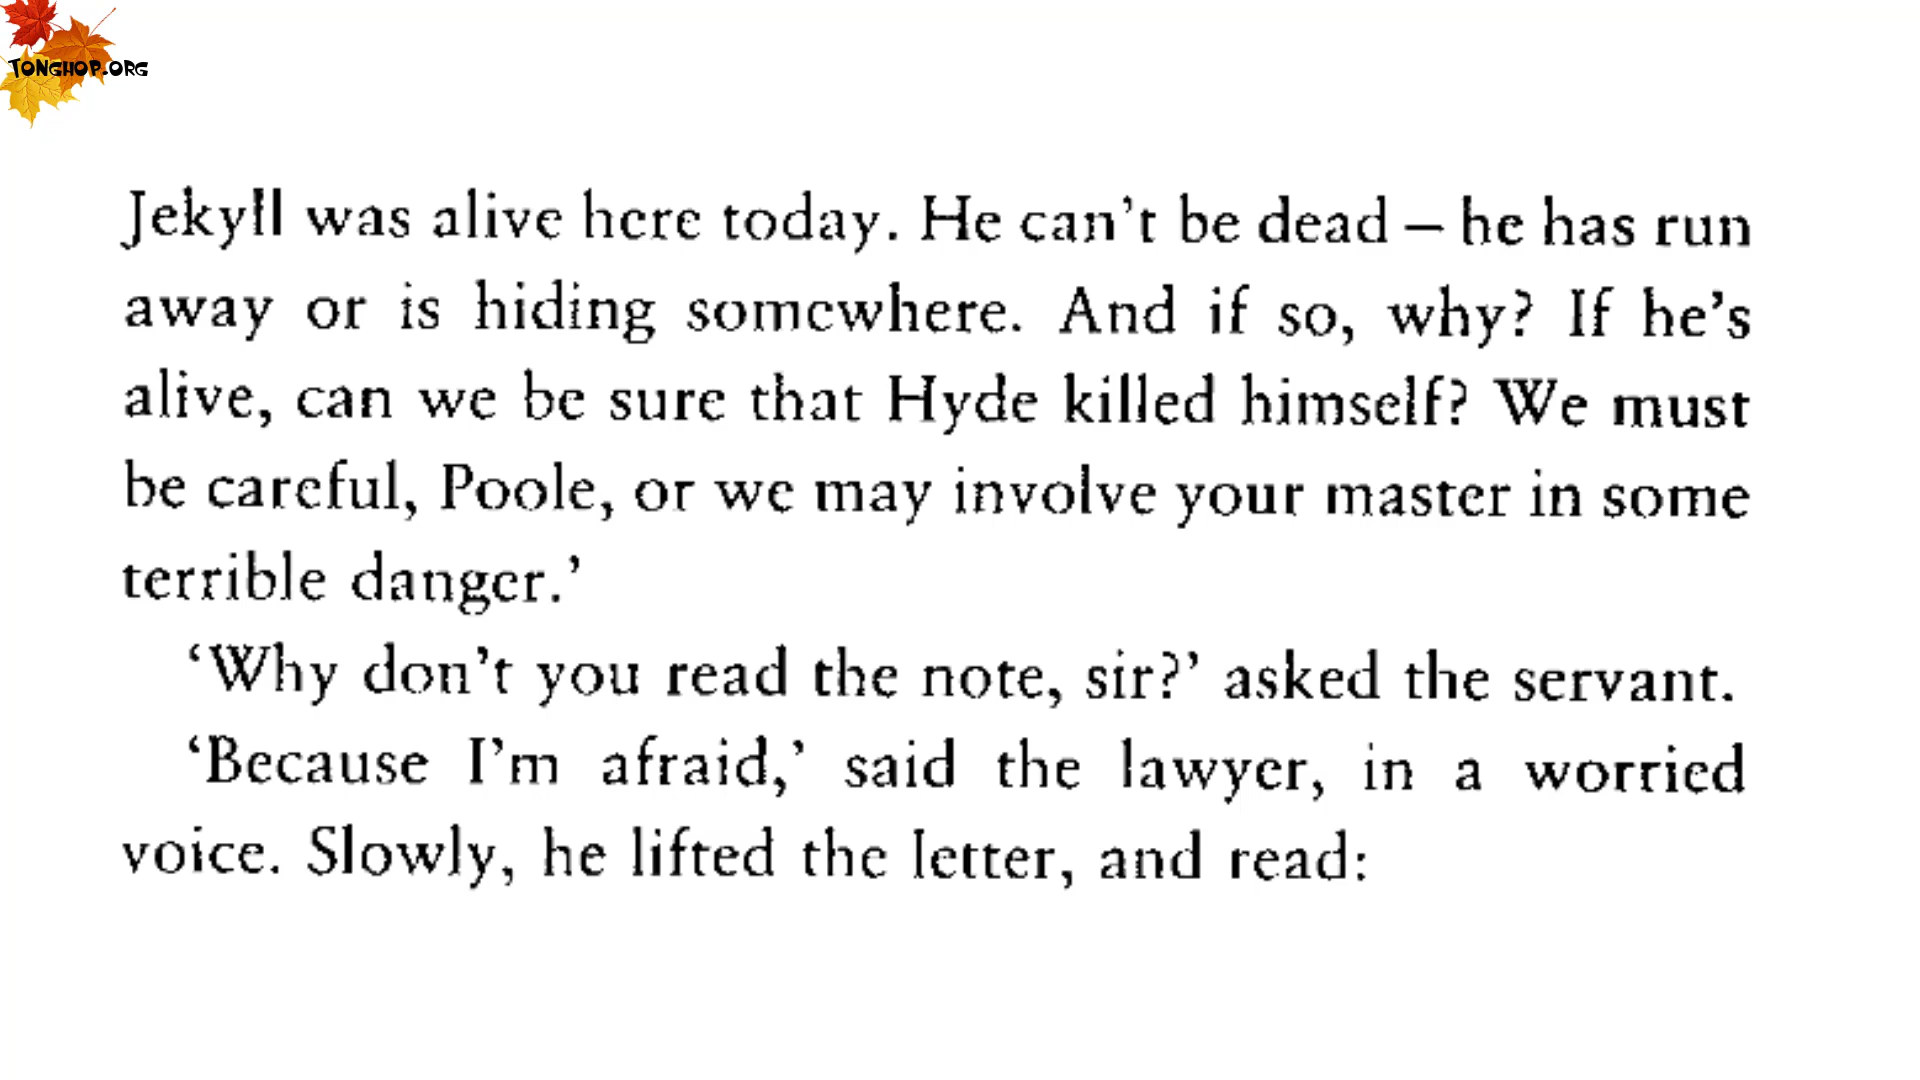 TONGHOP.ORG
Jekyll was alive here today. He can't be dead – he has run
away or is hiding somewhere. And if so, why? If he's
alive, can we be sure that Hyde killed himself? We must
be careful, Poole, or we may involve your master in some
terrible danger.'
'Why don't you read the note, sir?' asked the servant.
'Because I'm afraid,' said the lawyer, in a worried
voice. Slowly, he lifted the letter, and read: